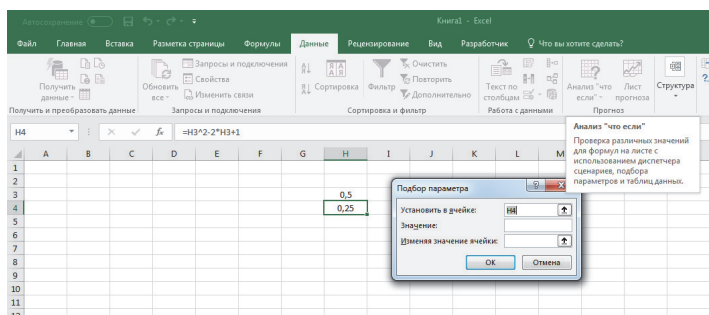 Автосохранение
Книга1 - Excel
Файл Главная Вставка Разметка страницы Формулы Данные Рецензирование Вид Разработчик Что вы хотите сделать?
Получить данные
Запросы и подключения
Свойства
Изменить связи
Обновить все
Сортировка
Фильтр
Очистить
Повторить
Дополнительно
Текст по столбцам
Анализ "что если"
Лист прогноза
Структура
Получить и преобразовать данные
Запросы и подключения
Сортировка и фильтр
Работа с данными
Прогноз
H4
fx
=H3^2-2*H3+1
Анализ "что если"
Проверка различных значений
для формул на листе с
использованием диспетчера
сценариев, подбора
параметров и таблиц данных.
A B C D E F G H I J K L M
1
2
3 0,5
4 0,25
5
6
7
8
9
10
11
Подбор параметра
Установить в ячейке: H4
Значение:
Изменяя значение ячейки:
ОК Отмена